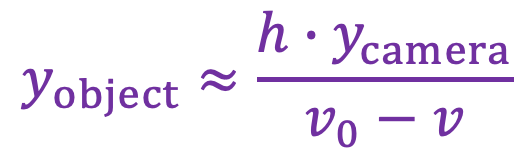 y_object ≈ h · y_camera / v_0 − v